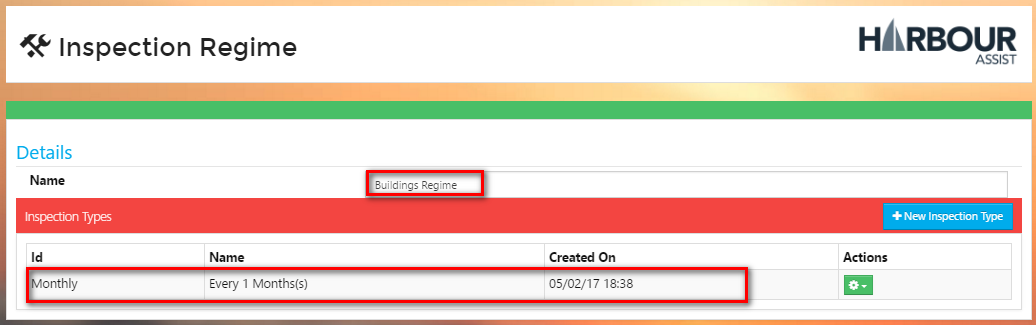 Inspection Regime
HARBOUR
ASSIST
Details
Name Buildings Regime
Inspection Types + New Inspection Type
Id Name Created On Actions
Monthly Every 1 Months(s) 05/02/17 18:38